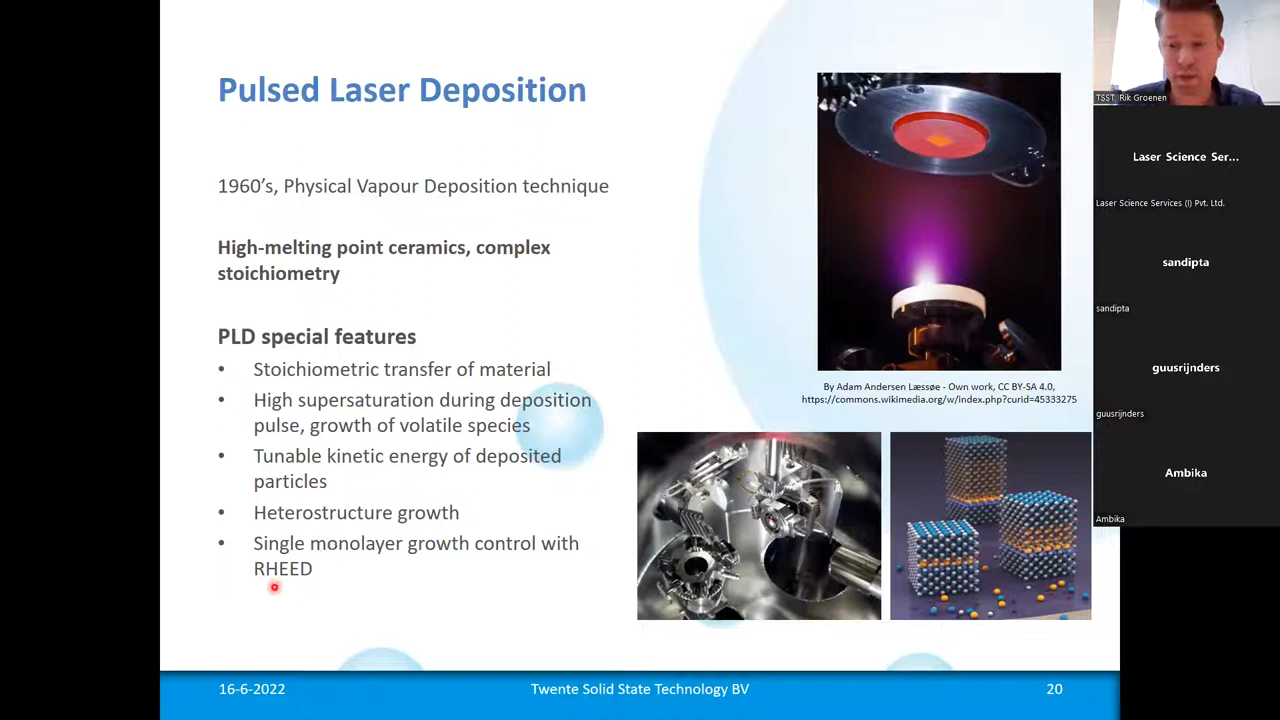 Pulsed Laser Deposition
1960's, Physical Vapour Deposition technique
High-melting point ceramics, complex
stoichiometry
PLD special features
• Stoichiometric transfer of material
• High supersaturation during deposition
pulse, growth of volatile species
• Tunable kinetic energy of deposited
particles
• Heterostructure growth
• Single monolayer growth control with
RHEED
By Adam Andersen Læssøe - Own work, CC BY-SA 4.0,
https://commons.wikimedia.org/w/index.php?curid=45333275
16-6-2022
Twente Solid State Technology BV
20
TSST_Rik Groenen
Laser Science Ser...
Laser Science Services (I) Pvt. Ltd.
sandipta
sandipta
guusrijnders
guusrijnders
Ambika
Ambika